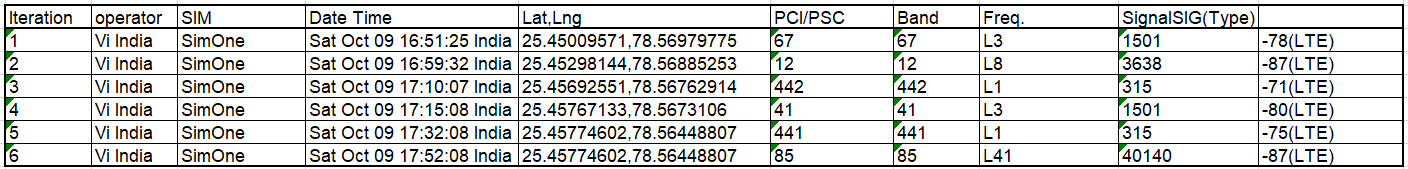 Iteration operator SIM Date Time Lat,Lng PCI/PSC Band Freq. SignalSIG(Type)
1 Vi India SimOne Sat Oct 09 16:51:25 India 25.45009571,78.56979775 67 67 L3 1501 -78(LTE)
2 Vi India SimOne Sat Oct 09 16:59:32 India 25.45298144,78.56885253 12 12 L8 3638 -87(LTE)
3 Vi India SimOne Sat Oct 09 17:10:07 India 25.45692551,78.56762914 442 442 L1 315 -71(LTE)
4 Vi India SimOne Sat Oct 09 17:15:08 India 25.45767133,78.5673106 41 41 L3 1501 -80(LTE)
5 Vi India SimOne Sat Oct 09 17:32:08 India 25.45774602,78.56448807 441 441 L1 315 -75(LTE)
6 Vi India SimOne Sat Oct 09 17:52:08 India 25.45774602,78.56448807 85 85 L41 40140 -87(LTE)